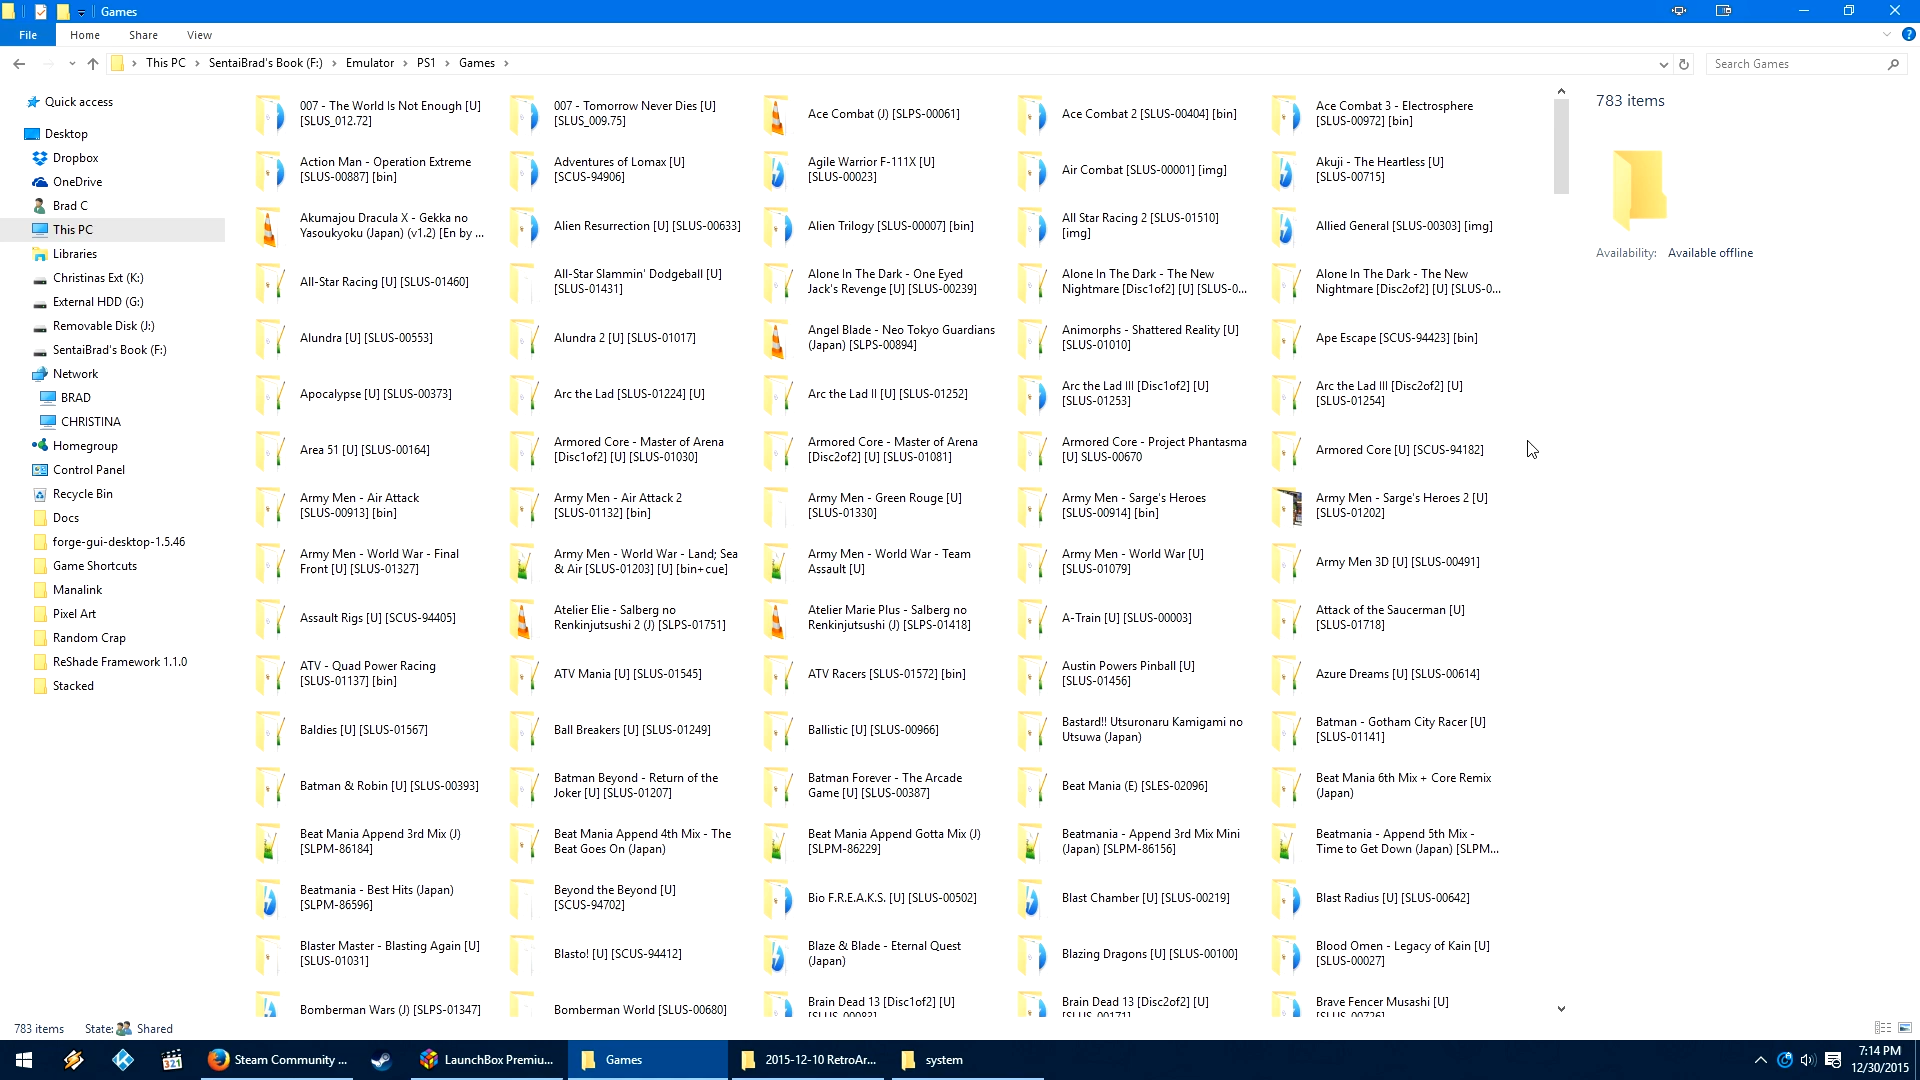 Games
File
Home
Share
View
This PC
SentaiBrad's Book (F:)
Emulator
PS1
Games
Search Games
Quick access
Desktop
Dropbox
OneDrive
Brad C
This PC
Libraries
Christinas Ext (K:)
External HDD (G:)
Removable Disk (J:)
SentaiBrad's Book (F:)
Network
BRAD
CHRISTINA
Homegroup
Control Panel
Recycle Bin
Docs
forge-gui-desktop-1.5.46
Game Shortcuts
Manalink
Pixel Art
Random Crap
ReShade Framework 1.1.0
Stacked
007 - The World Is Not Enough [U]
[SLUS_012.72]
007 - Tomorrow Never Dies [U]
[SLUS_009.75]
Ace Combat (J) [SLPS-00061]
Ace Combat 2 [SLUS-00404] [bin]
Ace Combat 3 - Electrosphere
[SLUS-00972] [bin]
Action Man - Operation Extreme
[SLUS-00887] [bin]
Adventures of Lomax [U]
[SCUS-94906]
Agile Warrior F-111X [U]
[SLUS-00023]
Air Combat [SLUS-00001] [img]
Akuji - The Heartless [U]
[SLUS-00715]
Akumajou Dracula X - Gekka no
Yasoukyoku (Japan) (v1.2) [En by ...
Alien Resurrection [U] [SLUS-00633]
Alien Trilogy [SLUS-00007] [bin]
All Star Racing 2 [SLUS-01510]
[img]
Allied General [SLUS-00303] [img]
All-Star Racing [U] [SLUS-01460]
All-Star Slammin' Dodgeball [U]
[SLUS-01431]
Alone In The Dark - One Eyed
Jack's Revenge [U] [SLUS-00239]
Alone In The Dark - The New
Nightmare [Disc1of2] [U] [SLUS-0...
Alone In The Dark - The New
Nightmare [Disc2of2] [U] [SLUS-0...
Alundra [U] [SLUS-00553]
Alundra 2 [U] [SLUS-01017]
Angel Blade - Neo Tokyo Guardians
(Japan) [SLPS-00894]
Animorphs - Shattered Reality [U]
[SLUS-01010]
Ape Escape [SCUS-94423] [bin]
Apocalypse [U] [SLUS-00373]
Arc the Lad [SLUS-01224] [U]
Arc the Lad II [U] [SLUS-01252]
Arc the Lad III [Disc1of2] [U]
[SLUS-01253]
Arc the Lad III [Disc2of2] [U]
[SLUS-01254]
Area 51 [U] [SLUS-00164]
Armored Core - Master of Arena
[Disc1of2] [U] [SLUS-01030]
Armored Core - Master of Arena
[Disc2of2] [U] [SLUS-01081]
Armored Core - Project Phantasma
[U] SLUS-00670
Armored Core [U] [SCUS-94182]
Army Men - Air Attack
[SLUS-00913] [bin]
Army Men - Air Attack 2
[SLUS-01132] [bin]
Army Men - Green Rouge [U]
[SLUS-01330]
Army Men - Sarge's Heroes
[SLUS-00914] [bin]
Army Men - Sarge's Heroes 2 [U]
[SLUS-01202]
Army Men - World War - Final
Front [U] [SLUS-01327]
Army Men - World War - Land; Sea
& Air [SLUS-01203] [U] [bin+cue]
Army Men - World War - Team
Assault [U]
Army Men - World War [U]
[SLUS-01079]
Army Men 3D [U] [SLUS-00491]
Assault Rigs [U] [SCUS-94405]
Atelier Elie - Salberg no
Renkinjutsushi 2 (J) [SLPS-01751]
Atelier Marie Plus - Salberg no
Renkinjutsushi (J) [SLPS-01418]
A-Train [U] [SLUS-00003]
Attack of the Saucerman [U]
[SLUS-01718]
ATV - Quad Power Racing
[SLUS-01137] [bin]
ATV Mania [U] [SLUS-01545]
ATV Racers [SLUS-01572] [bin]
Austin Powers Pinball [U]
[SLUS-01456]
Azure Dreams [U] [SLUS-00614]
Baldies [U] [SLUS-01567]
Ball Breakers [U] [SLUS-01249]
Ballistic [U] [SLUS-00966]
Bastard!! Utsuronaru Kamigami no
Utsuwa (Japan)
Batman - Gotham City Racer [U]
[SLUS-01141]
Batman & Robin [U] [SLUS-00393]
Batman Beyond - Return of the
Joker [U] [SLUS-01207]
Batman Forever - The Arcade
Game [U] [SLUS-00387]
Beat Mania (E) [SLES-02096]
Beat Mania 6th Mix + Core Remix
(Japan)
Beat Mania Append 3rd Mix (J)
[SLPM-86184]
Beat Mania Append 4th Mix - The
Beat Goes On (Japan)
Beat Mania Append Gotta Mix (J)
[SLPM-86229]
Beatmania - Append 3rd Mix Mini
(Japan) [SLPM-86156]
Beatmania - Append 5th Mix -
Time to Get Down (Japan) [SLPM...
Beatmania - Best Hits (Japan)
[SLPM-86596]
Beyond the Beyond [U]
[SCUS-94702]
Bio F.R.E.A.K.S. [U] [SLUS-00502]
Blast Chamber [U] [SLUS-00219]
Blast Radius [U] [SLUS-00642]
Blaster Master - Blasting Again [U]
[SLUS-01031]
Blasto! [U] [SCUS-94412]
Blaze & Blade - Eternal Quest
(Japan)
Blazing Dragons [U] [SLUS-00100]
Blood Omen - Legacy of Kain [U]
[SLUS-00027]
Bomberman Wars (J) [SLPS-01347]
Bomberman World [SLUS-00680]
Brain Dead 13 [Disc1of2] [U]
[SLUS-00083]
Brain Dead 13 [Disc2of2] [U]
[SLUS-00171]
Brave Fencer Musashi [U]
[SLUS-00726]
783 items
Availability: Available offline
783 items State: Shared
321
Steam Community ...
LaunchBox Premiu...
Games
2015-12-10 RetroAr...
system
7:14 PM
12/30/2015